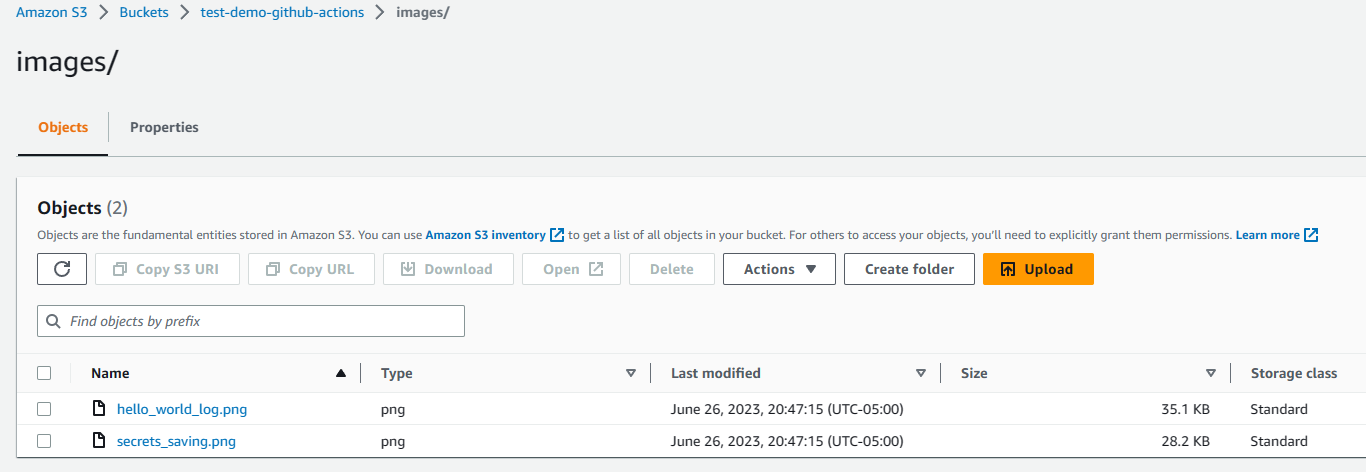 Amazon S3 > Buckets > test-demo-github-actions > images/
images/
Objects Properties
Objects (2)
Objects are the fundamental entities stored in Amazon S3. You can use Amazon S3 inventory to get a list of all objects in your bucket. For others to access your objects, you'll need to explicitly grant them permissions. Learn more
Copy S3 URI Copy URL Download Open Delete Actions Create folder Upload
Find objects by prefix
Name Type Last modified Size Storage class
hello_world_log.png png June 26, 2023, 20:47:15 (UTC-05:00) 35.1 KB Standard
secrets_saving.png png June 26, 2023, 20:47:15 (UTC-05:00) 28.2 KB Standard